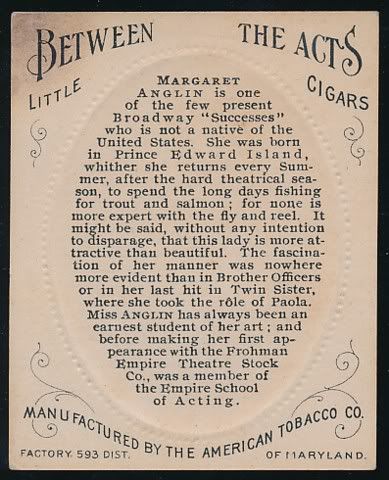 BETWEEN THE ACTS
LITTLE CIGARS
MARGARET
ANGLIN is one
of the few present
Broadway "Successes"
who is not a native of the
United States. She was born
in Prince Edward Island,
whither she returns every Sum-
mer, after the hard theatrical sea-
son, to spend the long days fishing
for trout and salmon; for none is
more expert with the fly and reel. It
might be said, without any intention
to disparage, that this lady is more at-
tractive than beautiful. The fascina-
tion of her manner was nowhere
more evident than in Brother Officers
or in her last hit in Twin Sister,
where she took the rôle of Paola.
Miss ANGLIN has always been an
earnest student of her art; and
before making her first ap-
pearance with the Frohman
Empire Theatre Stock
Co., was a member of
the Empire School
of Acting.
MANUFACTURED BY THE AMERICAN TOBACCO CO.
FACTORY 593 DIST. OF MARYLAND.